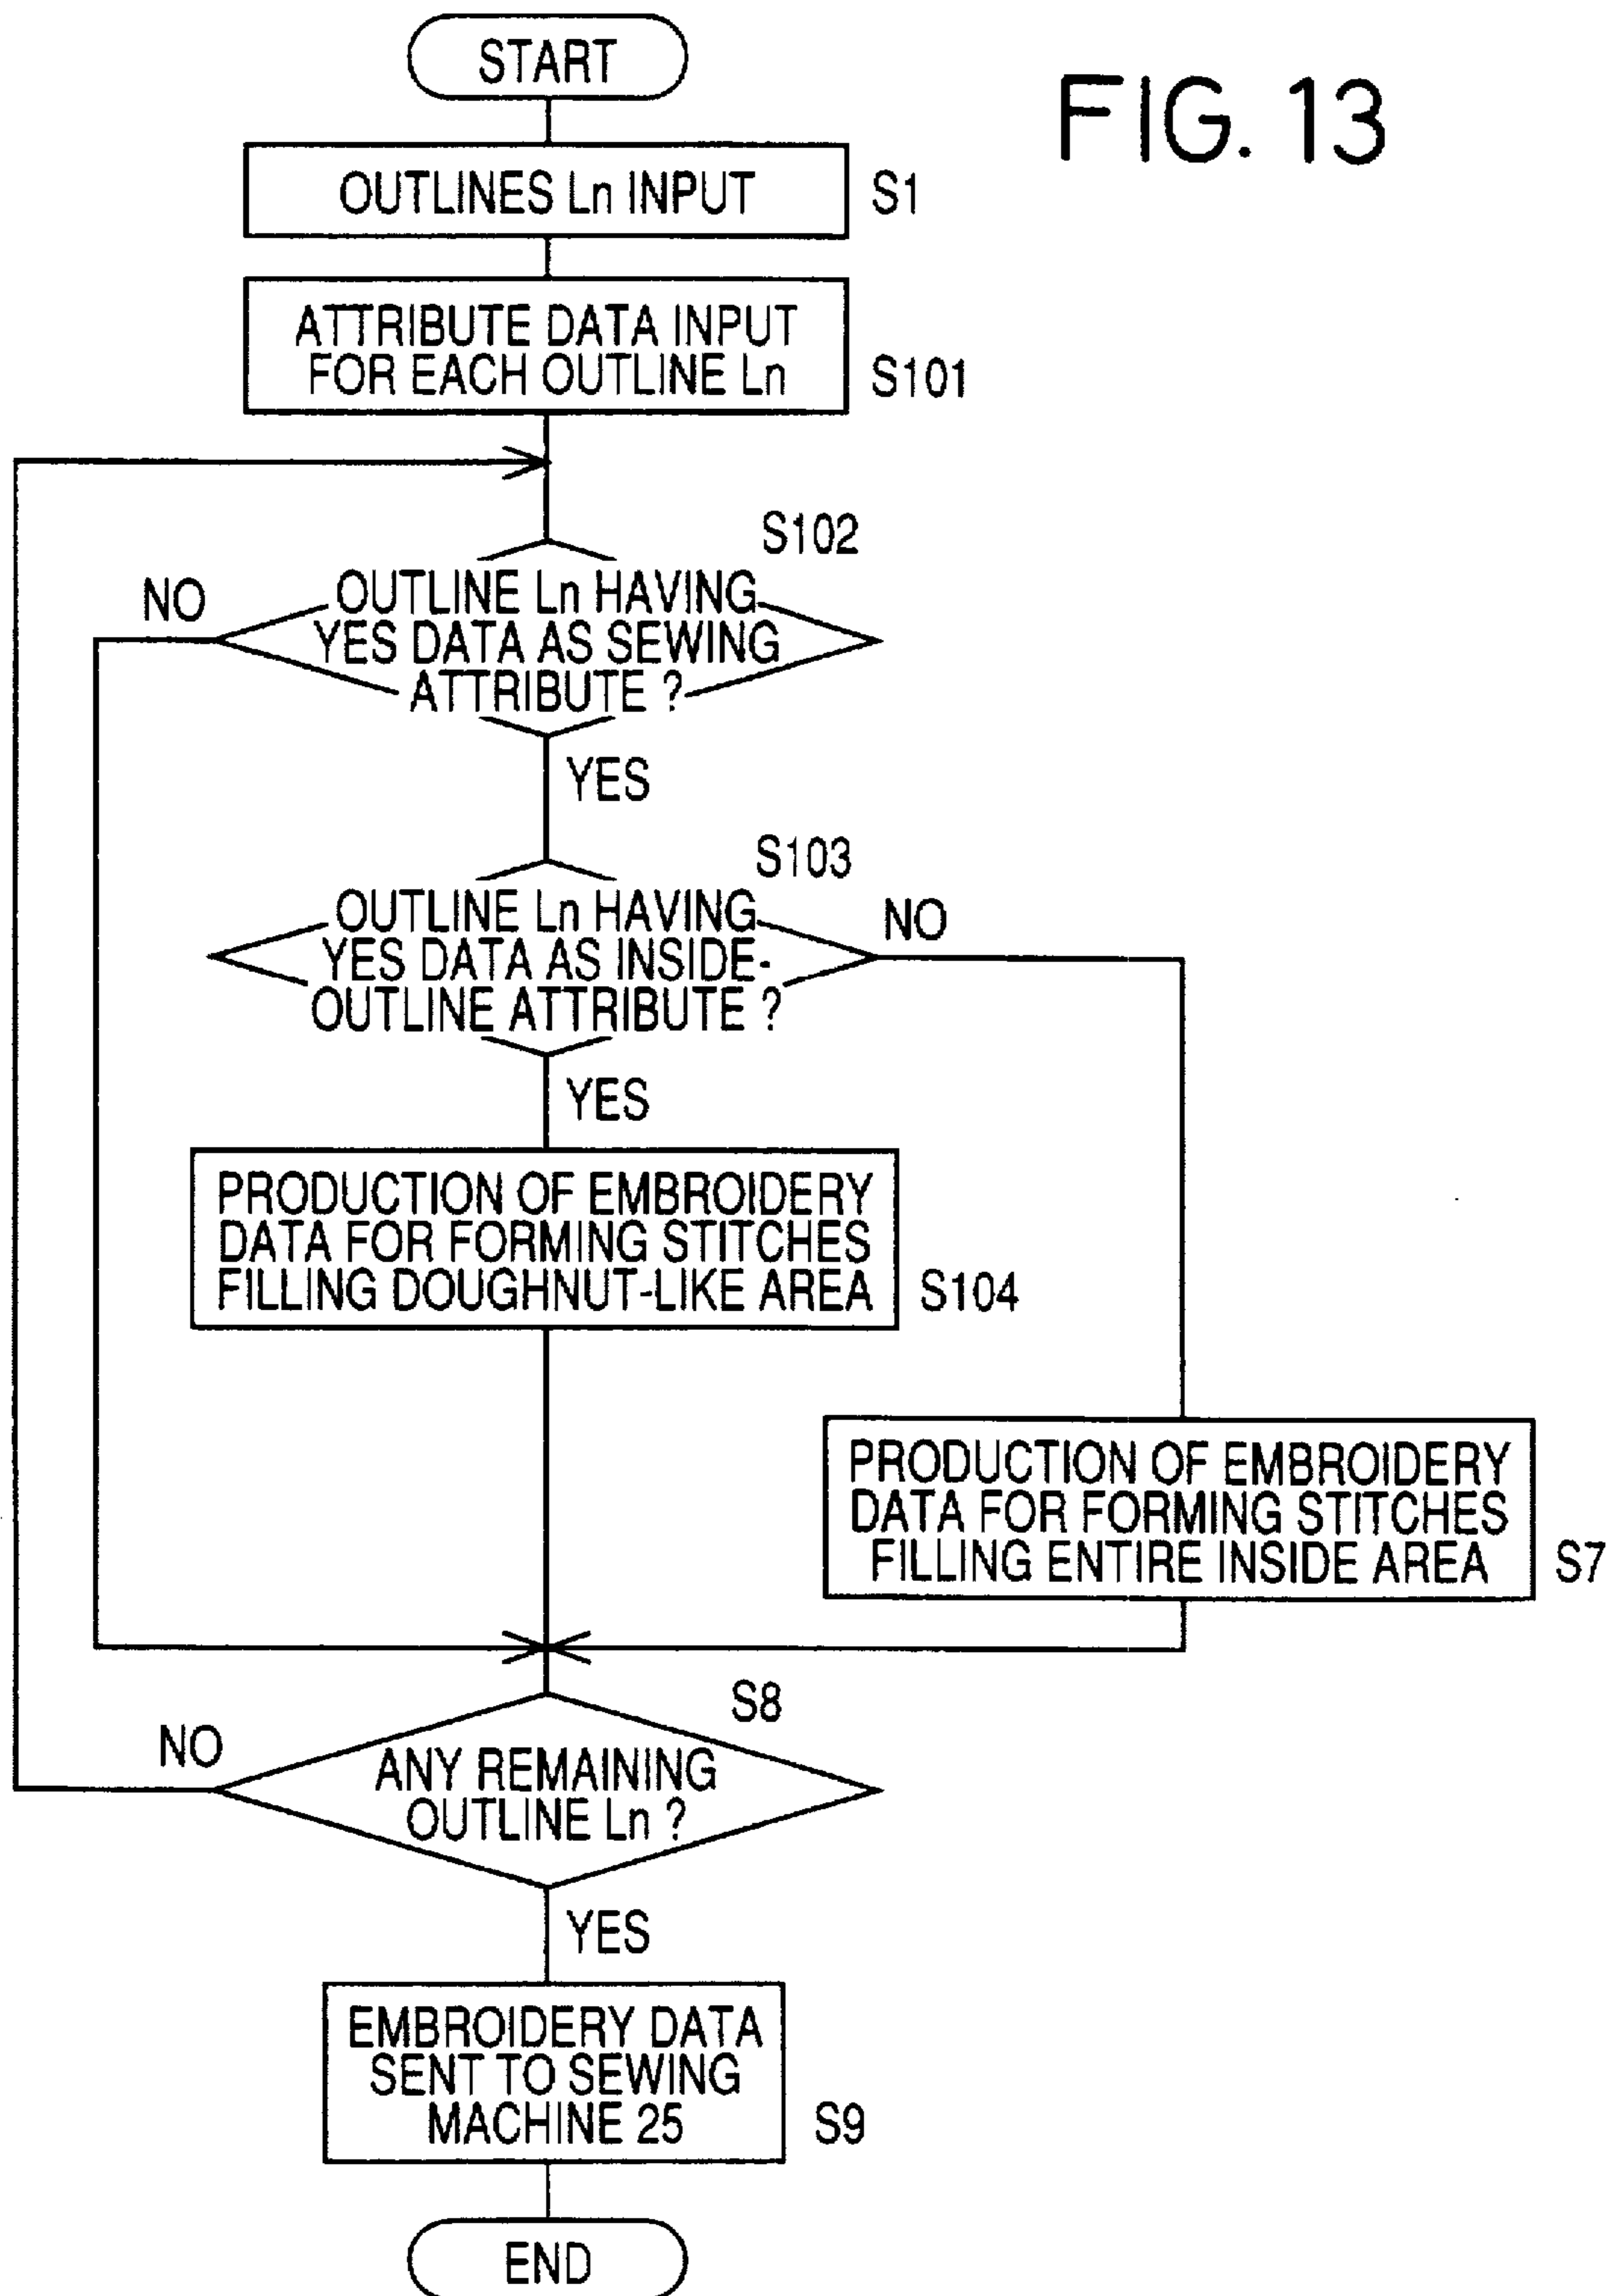 FIG. 13
START
OUTLINES Ln INPUT
S1
ATTRIBUTE DATA INPUT
FOR EACH OUTLINE Ln
S101
S102
NO
OUTLINE Ln HAVING
YES DATA AS SEWING
ATTRIBUTE ?
YES
S103
OUTLINE Ln HAVING
YES DATA AS INSIDE-
OUTLINE ATTRIBUTE ?
NO
YES
PRODUCTION OF EMBROIDERY
DATA FOR FORMING STITCHES
FILLING DOUGHNUT-LIKE AREA
S104
PRODUCTION OF EMBROIDERY
DATA FOR FORMING STITCHES
FILLING ENTIRE INSIDE AREA
S7
S8
NO
ANY REMAINING
OUTLINE Ln ?
YES
EMBROIDERY DATA
SENT TO SEWING
MACHINE 25
S9
END